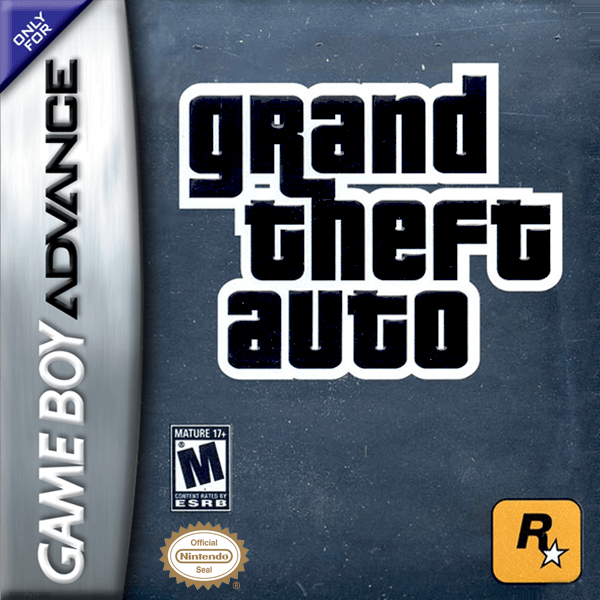 ONLY
FOR
GAME BOY ADVANCE
grand
theft
auto
MATURE 17+
M
®
CONTENT RATED BY
ESRB
Official
Nintendo
Seal
®
R